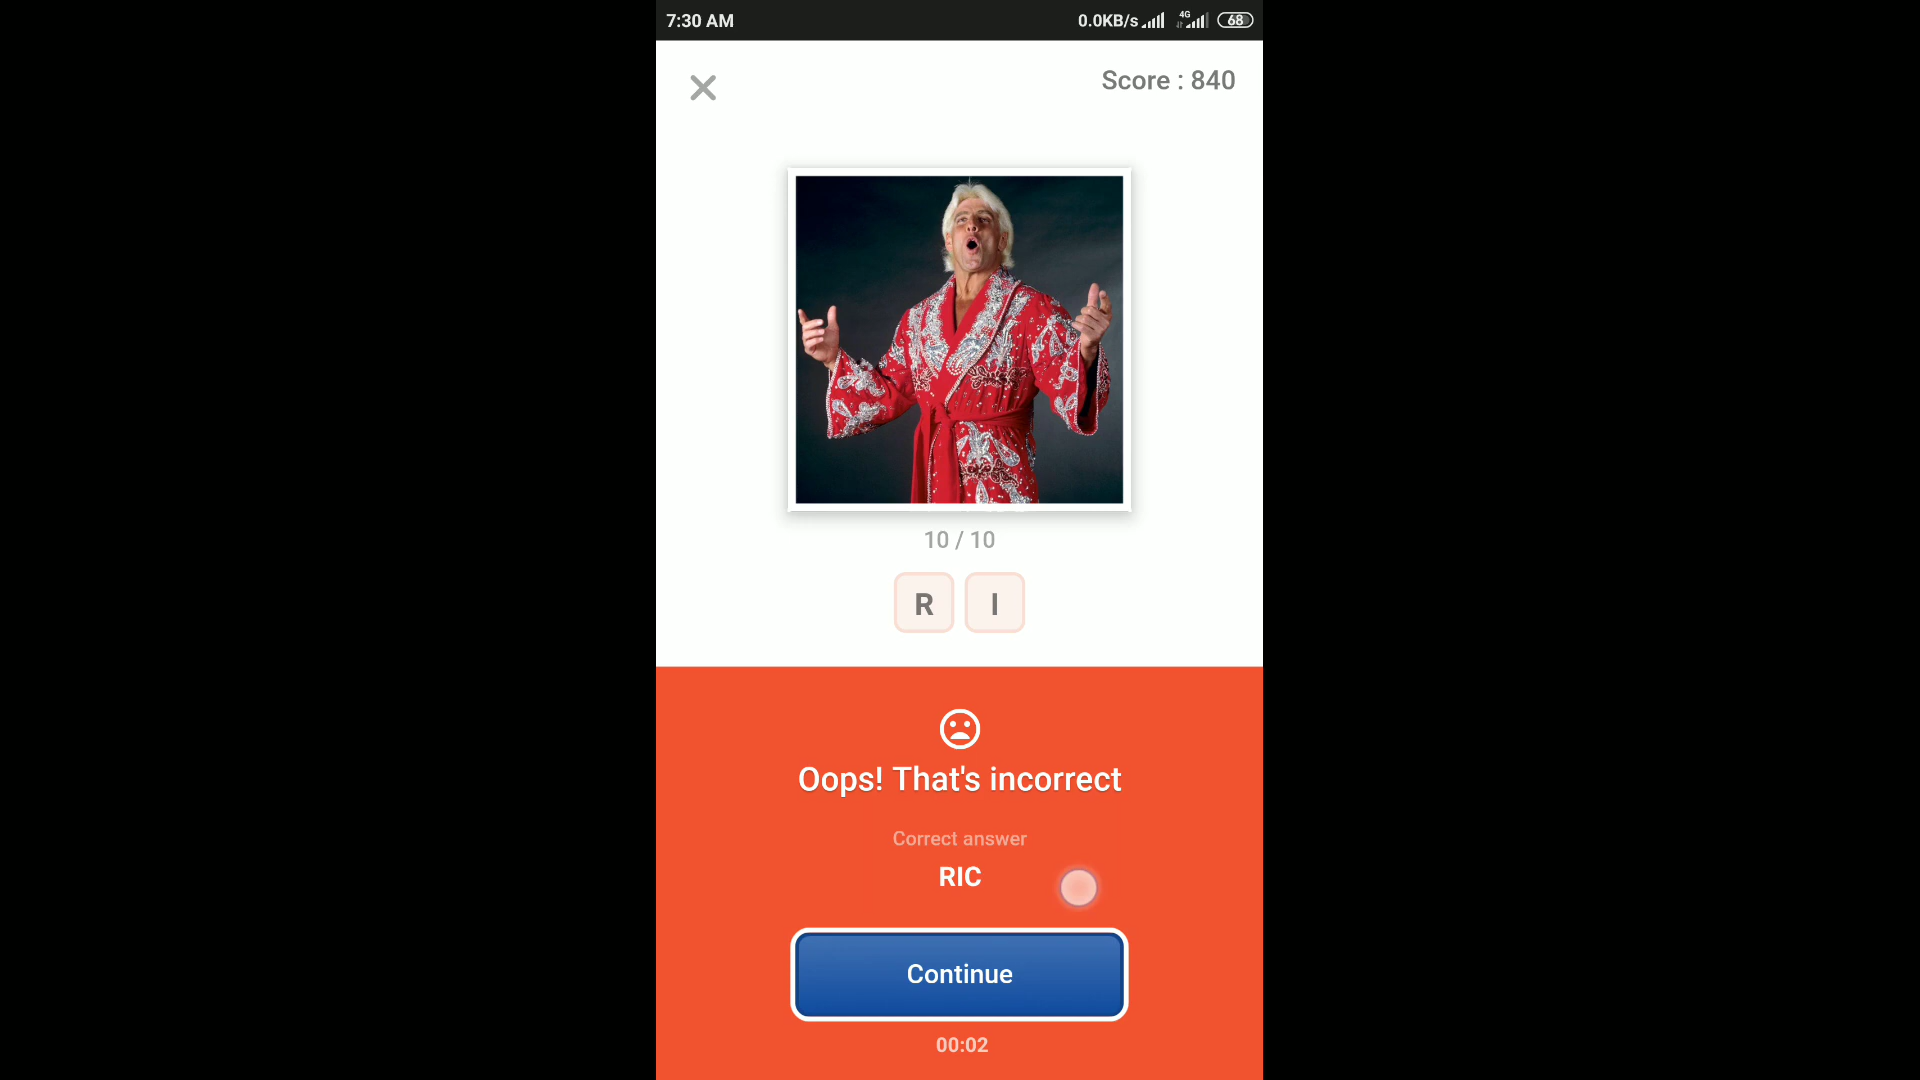 7:30 AM 0.0KB/s 4G 68
Score : 840
10 / 10
R I
Oops! That's incorrect
Correct answer
RIC
Continue
00:02